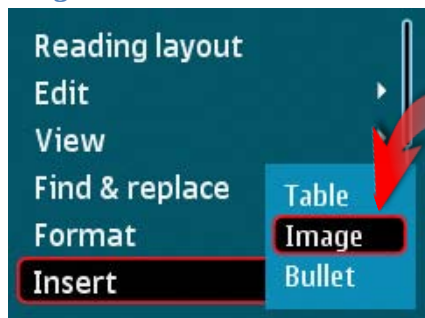 Reading layout
Edit
View
Find & replace
Format
Insert
Table
Image
Bullet